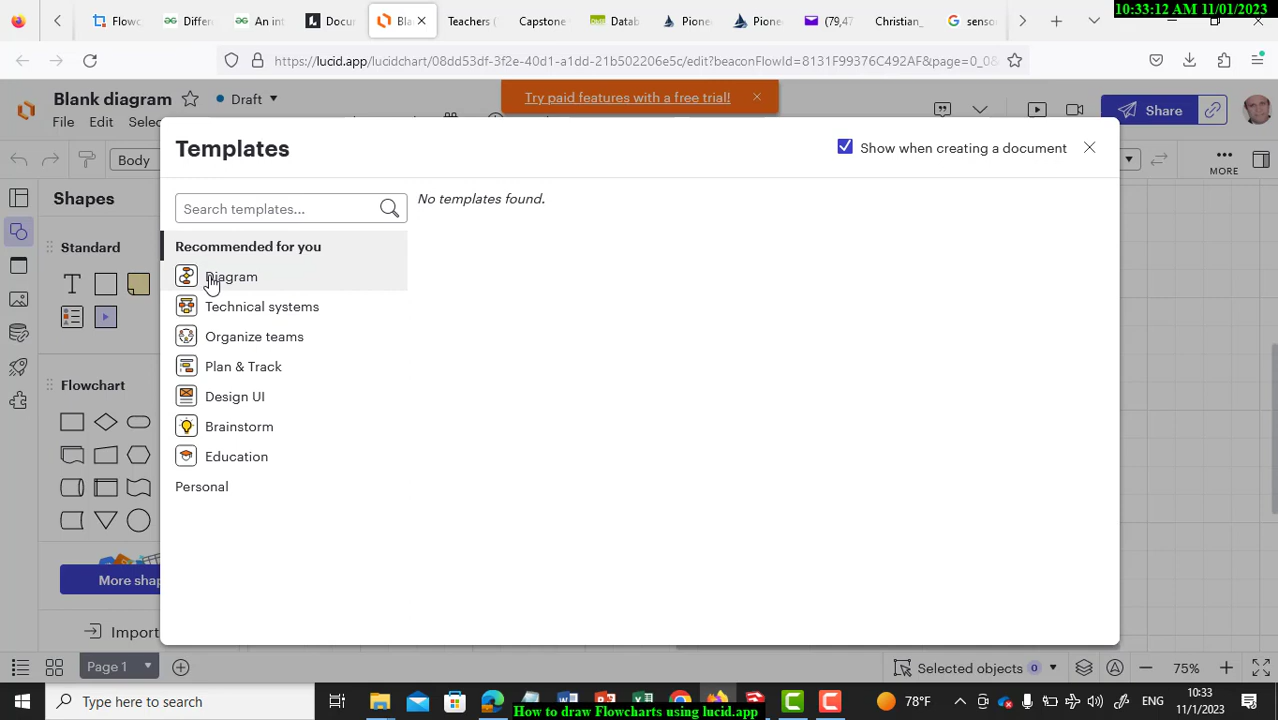 10:33:12 AM 11/01/2023
Flowc
Differ
An int
Docu
Bla
Teachers (
Capstone
Datab
Pione
Pione
(79,47
Christian_
senso
https://lucid.app/lucidchart/08dd53df-3f2e-40d1-a1dd-21b502206e5c/edit?beaconFlowId=8131F99376C492AF&page=0_08
Blank diagram
Draft
Try paid features with a free trial!
Share
File
Edit
Selec
Body
MORE
Templates
Show when creating a document
Shapes
Search templates...
No templates found.
Standard
Recommended for you
Diagram
T
Technical systems
Organize teams
Plan & Track
Flowchart
Design UI
Brainstorm
Education
Personal
More shap
Import
Page 1
Selected objects
0
75%
Type here to search
78°F
ENG
10:33
11/1/2023
How to draw Flowcharts using lucid.app